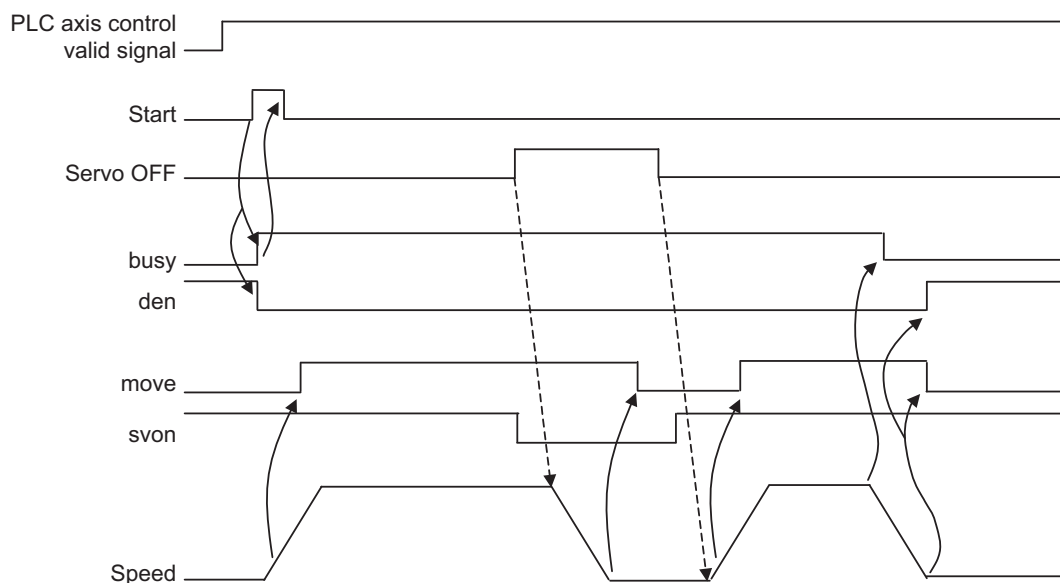 PLC axis control
valid signal
Start
Servo OFF
busy
den
move
svon
Speed